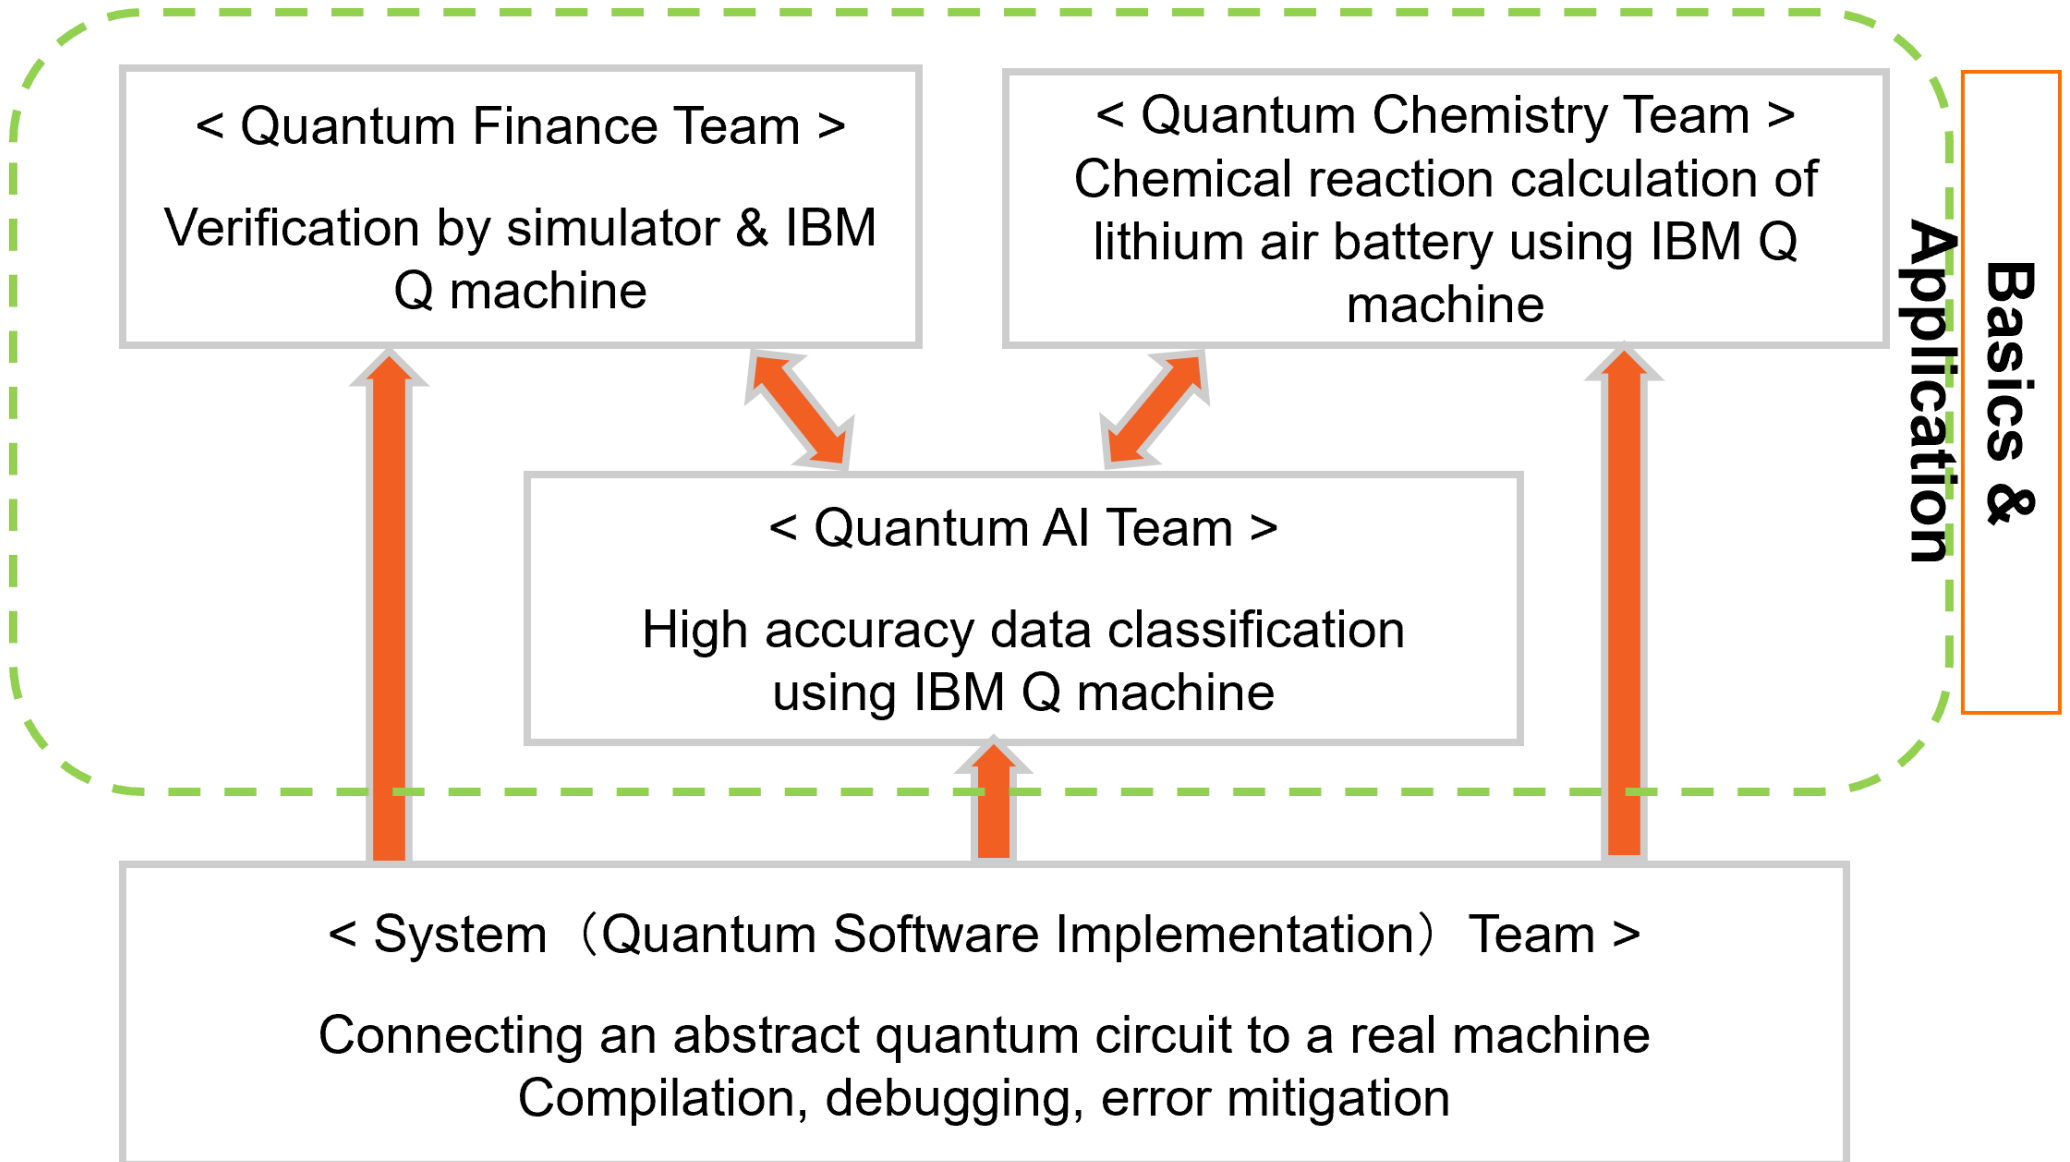 < Quantum Finance Team >
Verification by simulator & IBM
Q machine
< Quantum Chemistry Team >
Chemical reaction calculation of
lithium air battery using IBM Q
machine
Basics &
Application
< Quantum AI Team >
High accuracy data classification
using IBM Q machine
< System（Quantum Software Implementation）Team >
Connecting an abstract quantum circuit to a real machine
Compilation, debugging, error mitigation